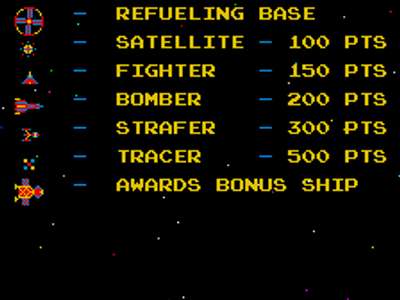 – REFUELING BASE
– SATELLITE – 100 PTS
– FIGHTER – 150 PTS
– BOMBER – 200 PTS
– STRAFER – 300 PTS
– TRACER – 500 PTS
– AWARDS BONUS SHIP